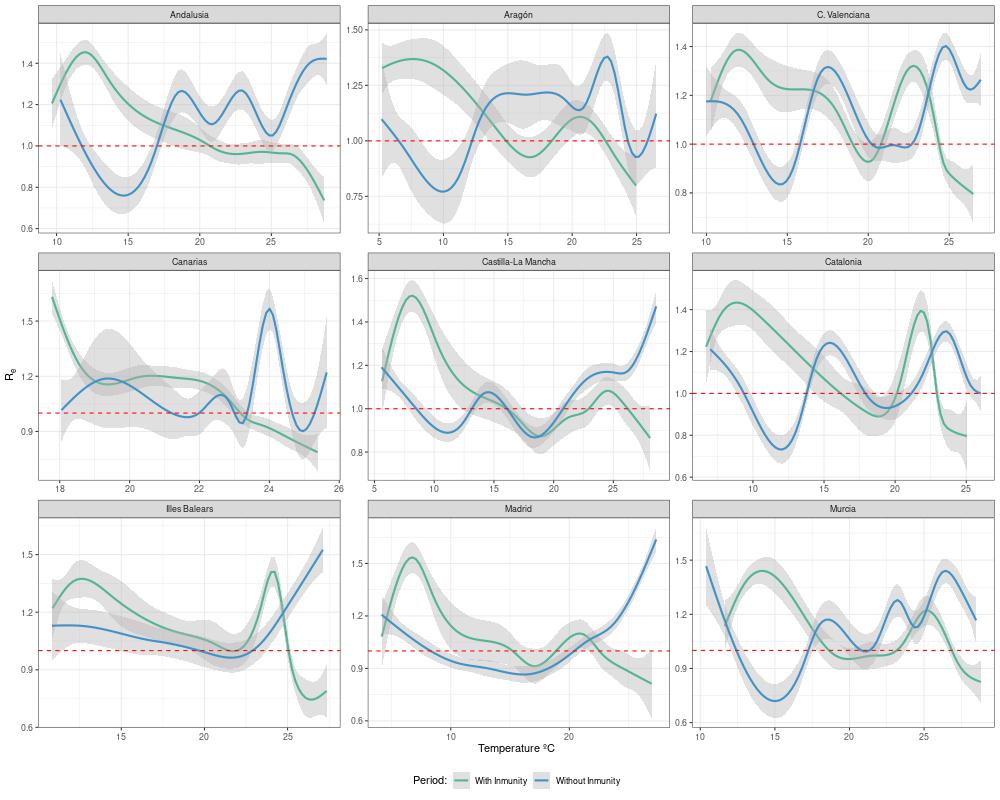 Andalusia
Aragón
C. Valenciana
1.4
1.2
1.0
0.8
0.6
10 15 20 25
1.50
1.25
1.00
0.75
5 10 15 20 25
1.4
1.2
1.0
0.8
10 15 20 25
Canarias
Castilla-La Mancha
Catalonia
1.5
1.2
0.9
18 20 22 24 26
1.6
1.4
1.2
1.0
0.8
5 10 15 20 25
1.4
1.2
1.0
0.8
0.6
10 15 20 25
Re
Illes Balears
Madrid
Murcia
1.5
1.2
0.9
0.6
15 20 25
1.5
1.2
0.9
0.6
10 20
1.5
1.2
0.9
0.6
10 15 20 25
Temperature ºC
Period: With Inmunity Without Inmunity